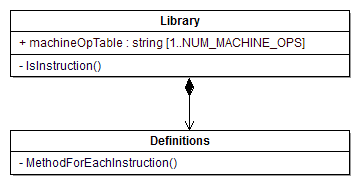 Library
+ machineOpTable : string [1..NUM_MACHINE_OPS]
- IsInstruction()
Definitions
- MethodForEachInstruction()